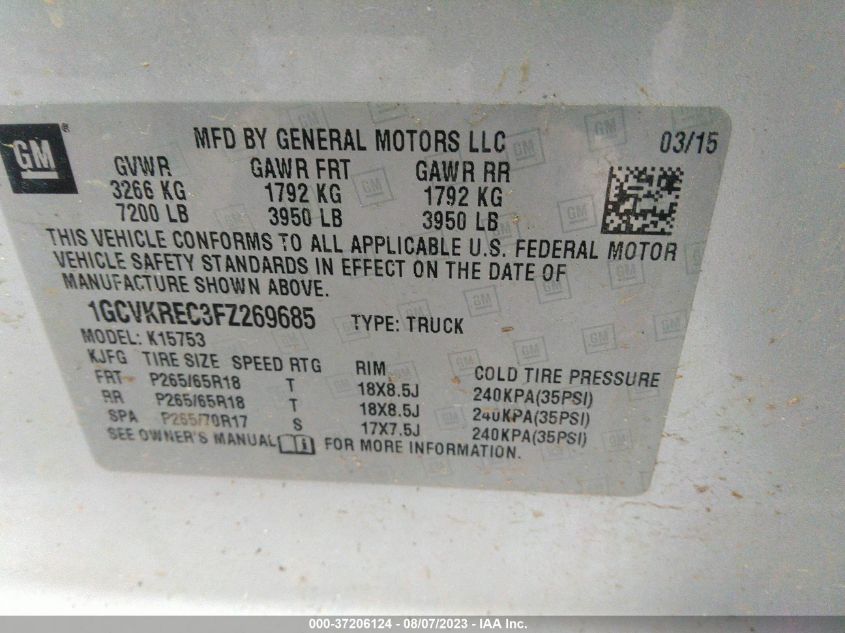 GM
MFD BY GENERAL MOTORS LLC 03/15
GVWR GAWR FRT GAWR RR
3266 KG 1792 KG 1792 KG
7200 LB 3950 LB 3950 LB
THIS VEHICLE CONFORMS TO ALL APPLICABLE U.S. FEDERAL MOTOR
VEHICLE SAFETY STANDARDS IN EFFECT ON THE DATE OF
MANUFACTURE SHOWN ABOVE.
1GCVKREC3FZ269685 TYPE: TRUCK
MODEL: K15753
KJFG TIRE SIZE SPEED RTG RIM COLD TIRE PRESSURE
FRT P265/65R18 T 18X8.5J 240KPA(35PSI)
RR P265/65R18 T 18X8.5J 240KPA(35PSI)
SPA P265/70R17 S 17X7.5J 240KPA(35PSI)
SEE OWNER'S MANUAL FOR MORE INFORMATION.
000-37206124 - 08/07/2023 - IAA Inc.